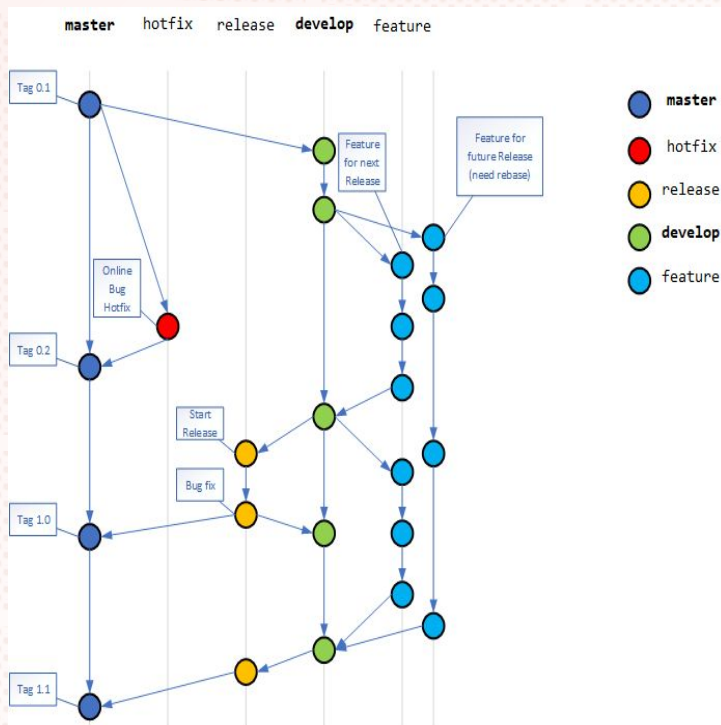 master hotfix release develop feature
Tag 0.1
master
Feature
for next
Release
Feature for
future Release
(need rebase)
hotfix
release
develop
feature
Online
Bug
Hotfix
Tag 0.2
Start
Release
Bug fix
Tag 1.0
Tag 1.1